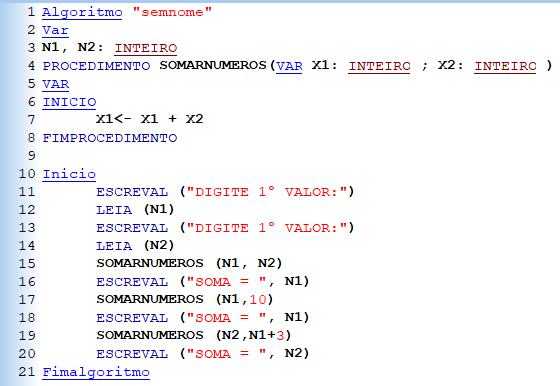 1 Algoritmo "semnome"
2 Var
3 N1, N2: INTEIRO
4 PROCEDIMENTO SOMARNUMEROS(VAR X1: INTEIRO ; X2: INTEIRO )
5 VAR
6 INICIO
7 X1<- X1 + X2
8 FIMPROCEDIMENTO
9
10 Inicio
11 ESCREVAL ("DIGITE 1° VALOR:")
12 LEIA (N1)
13 ESCREVAL ("DIGITE 1° VALOR:")
14 LEIA (N2)
15 SOMARNUMEROS (N1, N2)
16 ESCREVAL ("SOMA = ", N1)
17 SOMARNUMEROS (N1,10)
18 ESCREVAL ("SOMA = ", N1)
19 SOMARNUMEROS (N2,N1+3)
20 ESCREVAL ("SOMA = ", N2)
21 Fimalgoritmo